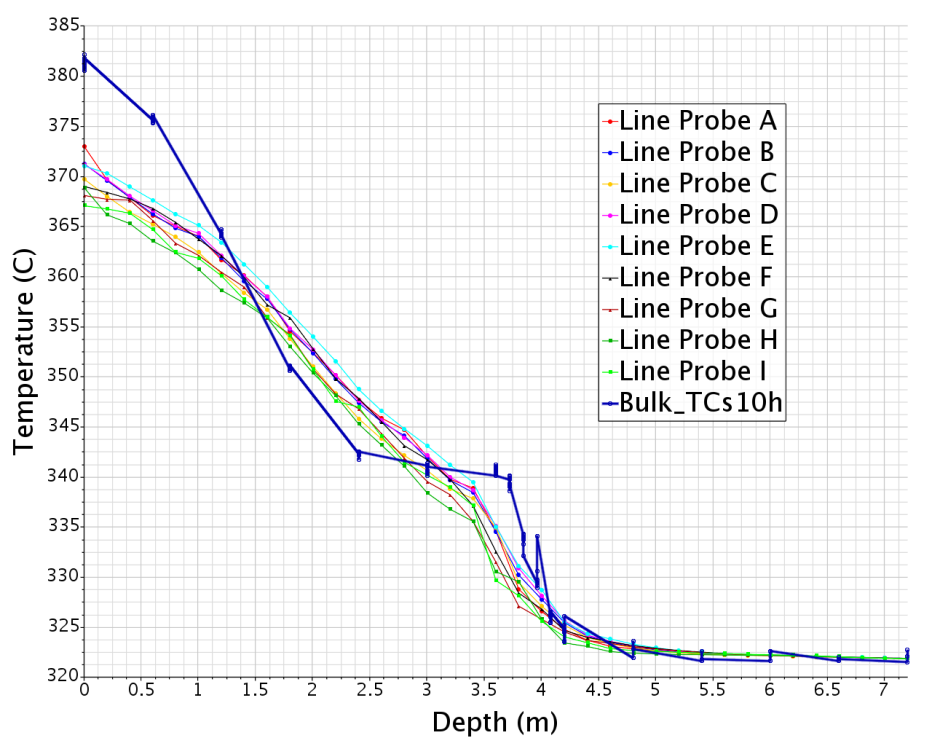 385
380
375
370
365
360
355
350
345
340
335
330
325
320
Temperature (C)
Line Probe A
Line Probe B
Line Probe C
Line Probe D
Line Probe E
Line Probe F
Line Probe G
Line Probe H
Line Probe I
Bulk_TCs10h
0 0.5 1 1.5 2 2.5 3 3.5 4 4.5 5 5.5 6 6.5 7
Depth (m)